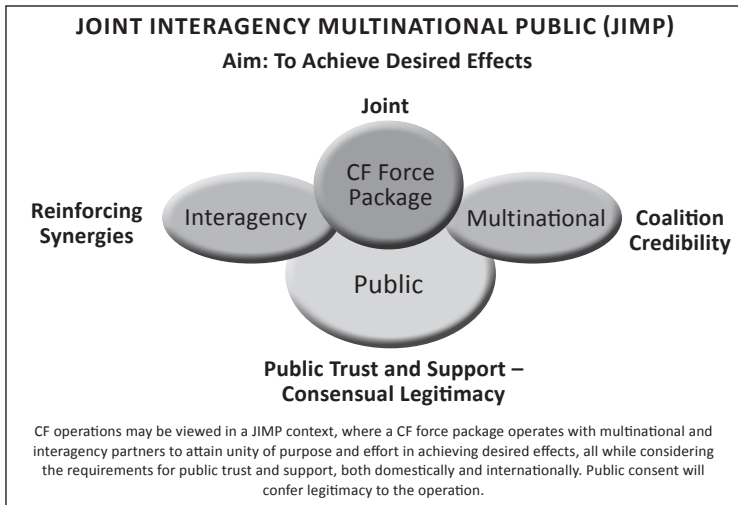 JOINT INTERAGENCY MULTINATIONAL PUBLIC (JIMP)
Aim: To Achieve Desired Effects
Joint
CF Force
Package
Reinforcing
Synergies
Interagency
Multinational
Coalition
Credibility
Public
Public Trust and Support –
Consensual Legitimacy
CF operations may be viewed in a JIMP context, where a CF force package operates with multinational and
interagency partners to attain unity of purpose and effort in achieving desired effects, all while considering
the requirements for public trust and support, both domestically and internationally. Public consent will
confer legitimacy to the operation.